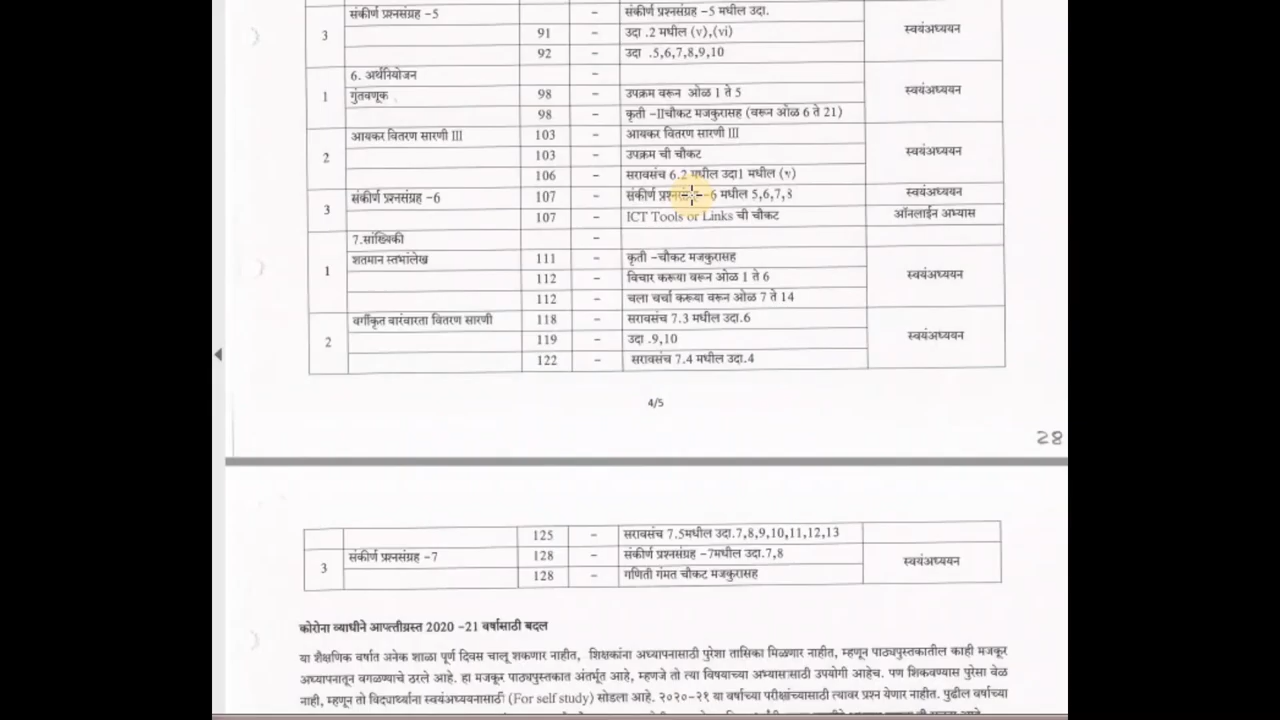 3 संकीर्ण प्रश्नसंग्रह -5 - संकीर्ण प्रश्नसंग्रह -5 मधील उदा. स्वयंअध्ययन
91 - उदा .2 मधील (v),(vi)
92 - उदा .5,6,7,8,9,10
6. अर्थनियोजन -
1 गुंतवणूक 98 - उपक्रम वरून ओळ 1 ते 5 स्वयंअध्ययन
98 - कृती -IIचौकट मजकुरासह (वरून ओळ 6 ते 21)
आयकर वितरण सारणी III 103 - आयकर वितरण सारणी III
2 103 - उपक्रम ची चौकट स्वयंअध्ययन
106 - सरावसंच 6.2 मधील उदा1 मधील
3 संकीर्ण प्रश्नसंग्रह -6 107 - संकीर्ण प्रश्नसंग्रह -6 मधील 5,6,7,8 स्वयंअध्ययन
107 - ICT Tools or Links ची चौकट ऑनलाईन अभ्यास
7.सांख्यिकी -
1 शतमान स्तभांलेख 111 - कृती -चौकट मजकुरासह स्वयंअध्ययन
112 - विचार करूया वरून ओळ 1 ते 6
112 - चला चर्चा करूया वरून ओळ 7 ते 14
2 वर्गीकृत वारंवारता वितरण सारणी 118 - सरावसंच 7.3 मधील उदा.6 स्वयंअध्ययन
119 - उदा .9,10
122 - सरावसंच 7.4 मधील उदा.4
4/5
28
125 - सरावसंच 7.5मधील उदा.7,8,9,10,11,12,13
3 संकीर्ण प्रश्नसंग्रह -7 128 - संकीर्ण प्रश्नसंग्रह -7मधील उदा.7,8 स्वयंअध्ययन
128 - गणिती गंमत चौकट मजकुरासह
कोरोना व्याधीने आपत्तीग्रस्त 2020 -21 वर्षासाठी बदल
या शैक्षणिक वर्षात अनेक शाळा पूर्ण दिवस चालू शकणार नाहीत, शिक्षकांना अध्यापनासाठी पुरेशा तासिका मिळणार नाहीत, म्हणून पाठ्यपुस्तकातील काही मजकूर
अध्यापनातून वगळण्याचे ठरले आहे. हा मजकूर पाठ्यपुस्तकात अंतर्भूत आहे, म्हणजे तो त्या विषयाच्या अभ्यासासाठी उपयोगी आहेच. पण शिकवण्यास पुरेसा वेळ
नाही, म्हणून तो विद्यार्थ्यांना स्वयंअध्ययनासाठी (For self study) सोडला आहे. २०२०-२१ या वर्षाच्या परीक्षांच्यासाठी त्यावर प्रश्न येणार नाहीत. पुढील वर्षाच्या